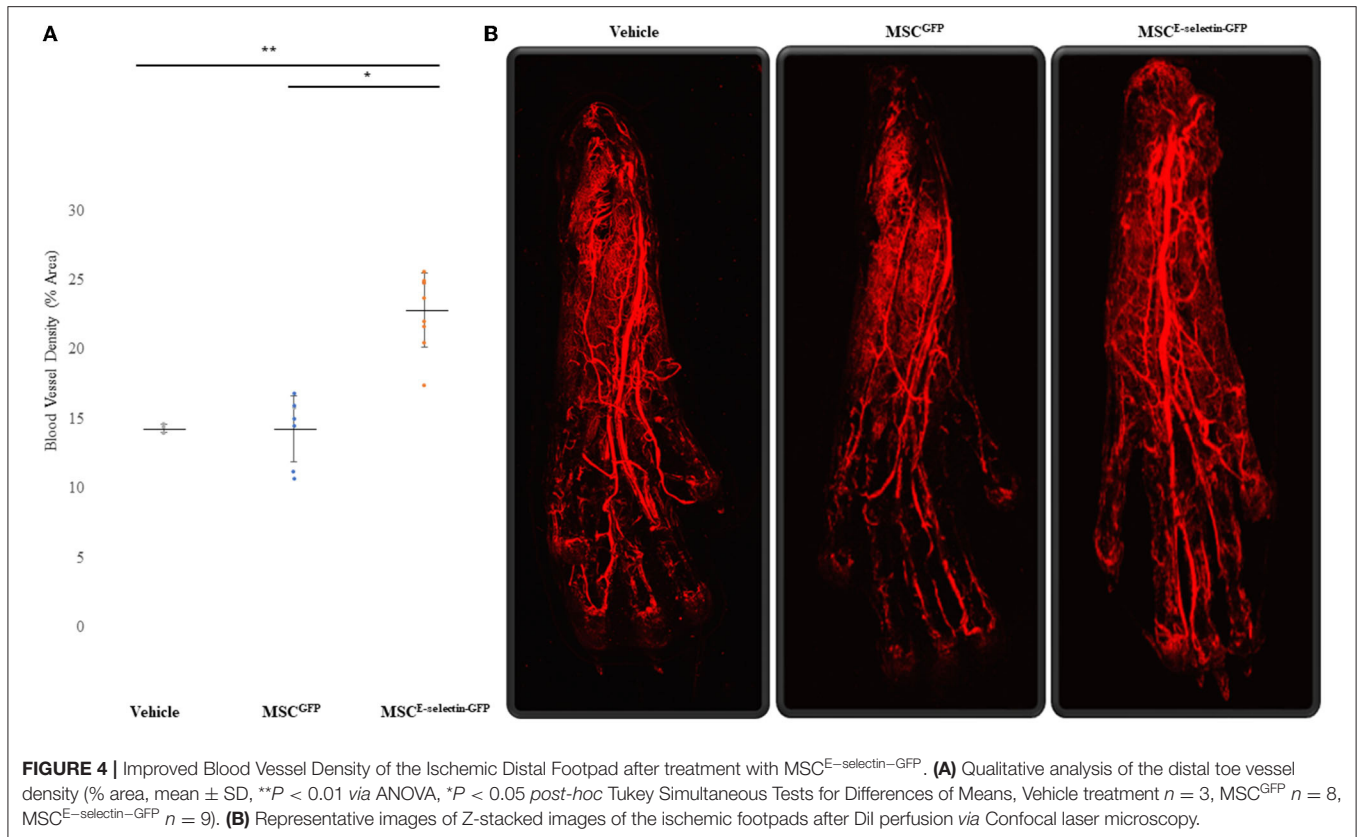 A
B
Vehicle
MSC^GFP
MSC^E-selectin-GFP
**
*
Blood Vessel Density (% Area)
30
25
20
15
10
5
0
Vehicle
MSC^GFP
MSC^E-selectin-GFP
FIGURE 4 | Improved Blood Vessel Density of the Ischemic Distal Footpad after treatment with MSC^E−selectin−GFP. (A) Qualitative analysis of the distal toe vessel
density (% area, mean ± SD, **P < 0.01 via ANOVA, *P < 0.05 post-hoc Tukey Simultaneous Tests for Differences of Means, Vehicle treatment n = 3, MSC^GFP n = 8,
MSC^E−selectin−GFP n = 9). (B) Representative images of Z-stacked images of the ischemic footpads after DiI perfusion via Confocal laser microscopy.